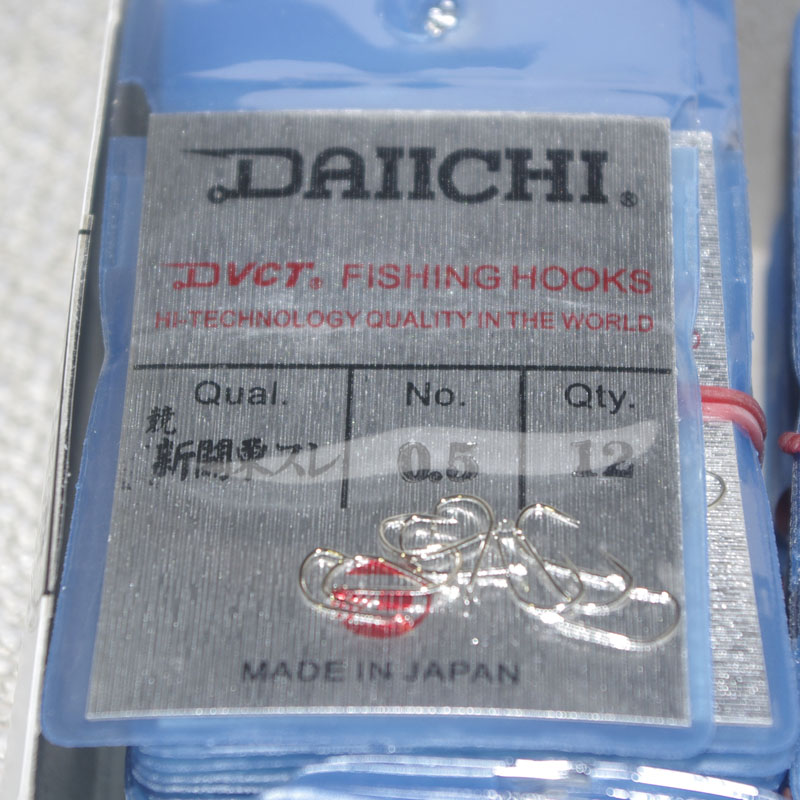 DAIICHI®
DVCT® FISHING HOOKS
HI-TECHNOLOGY QUALITY IN THE WORLD
Qual. No. Qty.
競
新関東スレ 0.5 12
MADE IN JAPAN